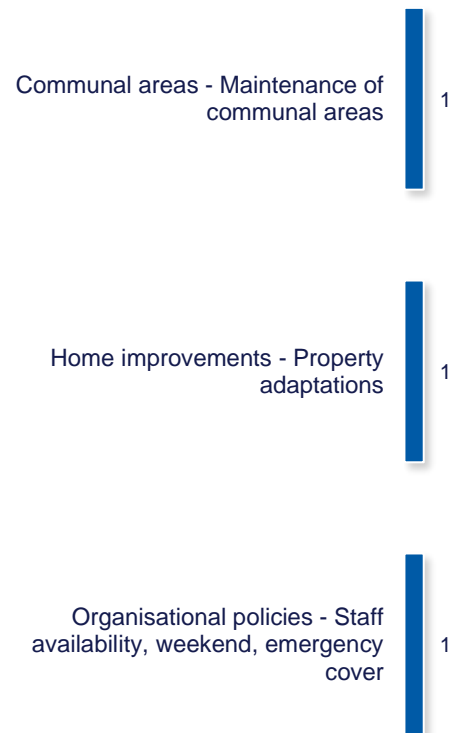 Communal areas - Maintenance of
communal areas
1
Home improvements - Property
adaptations
1
Organisational policies - Staff
availability, weekend, emergency
cover
1